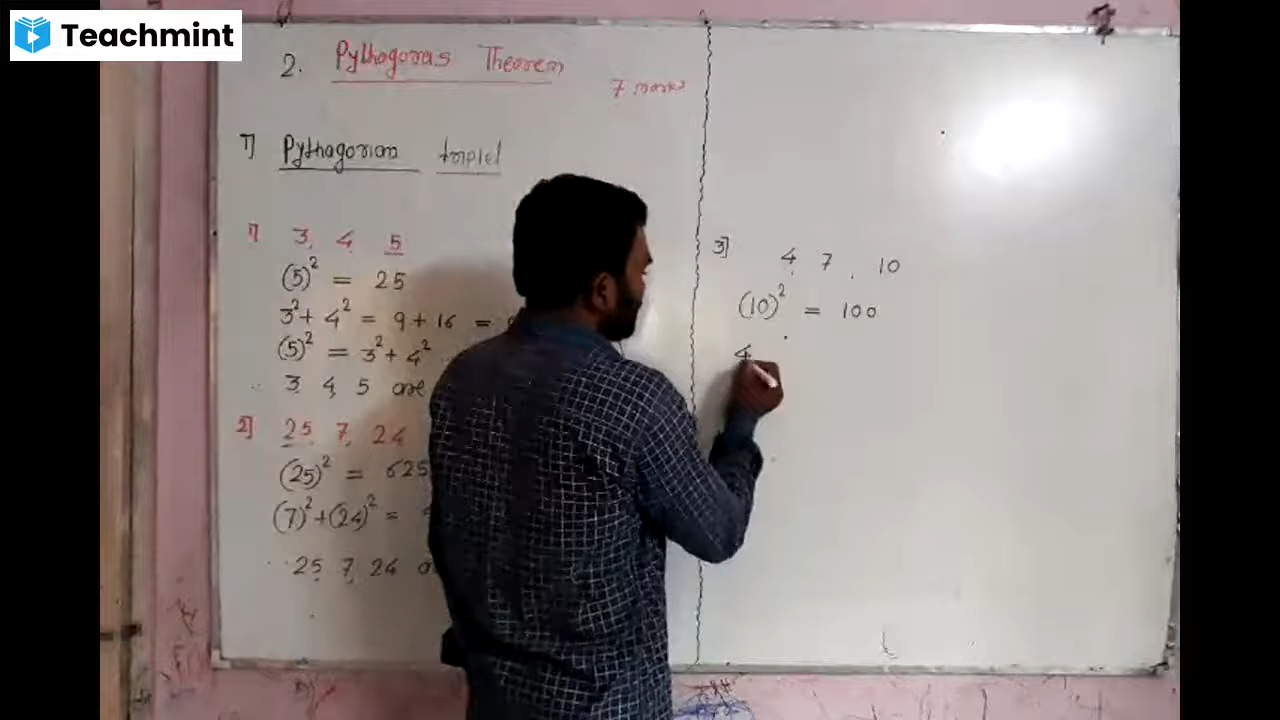 Teachmint
2. Pythagoras Theorem
7 marks
1] Pythagorian triplet
1] 3, 4, 5
(5)² = 25
3² + 4² = 9 + 16 =
(5)² = 3² + 4²
∴ 3, 4, 5 are
2] 25, 7, 24
(25)² = 625
(7)² + (24)² =
∴ 25, 7, 24
3] 4, 7, 10
(10)² = 100
4